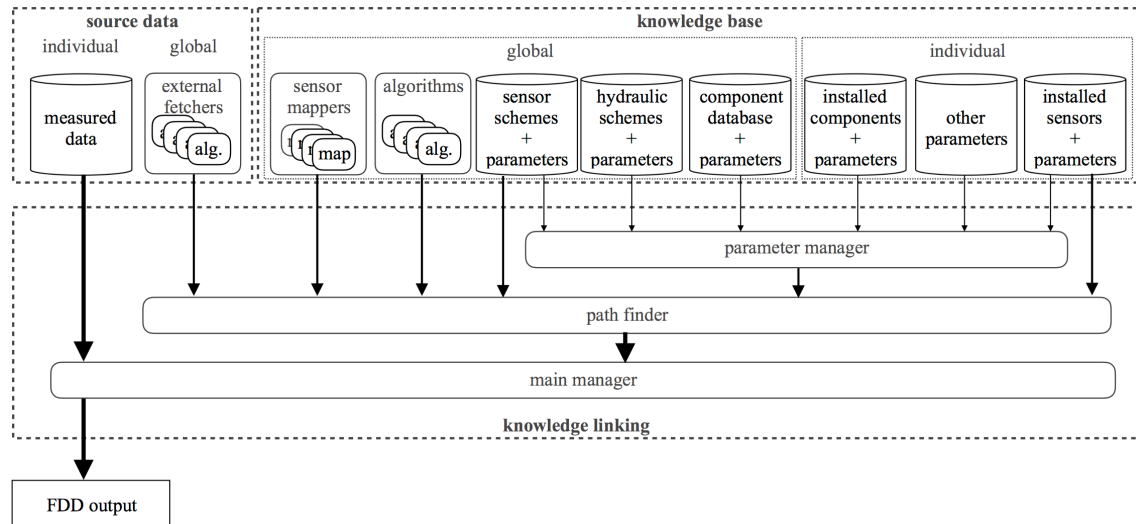 source data
knowledge base
individual
global
global
individual
measured
data
external
fetchers
a
a
a
alg.
sensor
mappers
map
algorithms
a
a
a
alg.
sensor
schemes
+
parameters
hydraulic
schemes
+
parameters
component
database
+
parameters
installed
components
+
parameters
other
parameters
installed
sensors
+
parameters
parameter manager
path finder
main manager
knowledge linking
FDD output